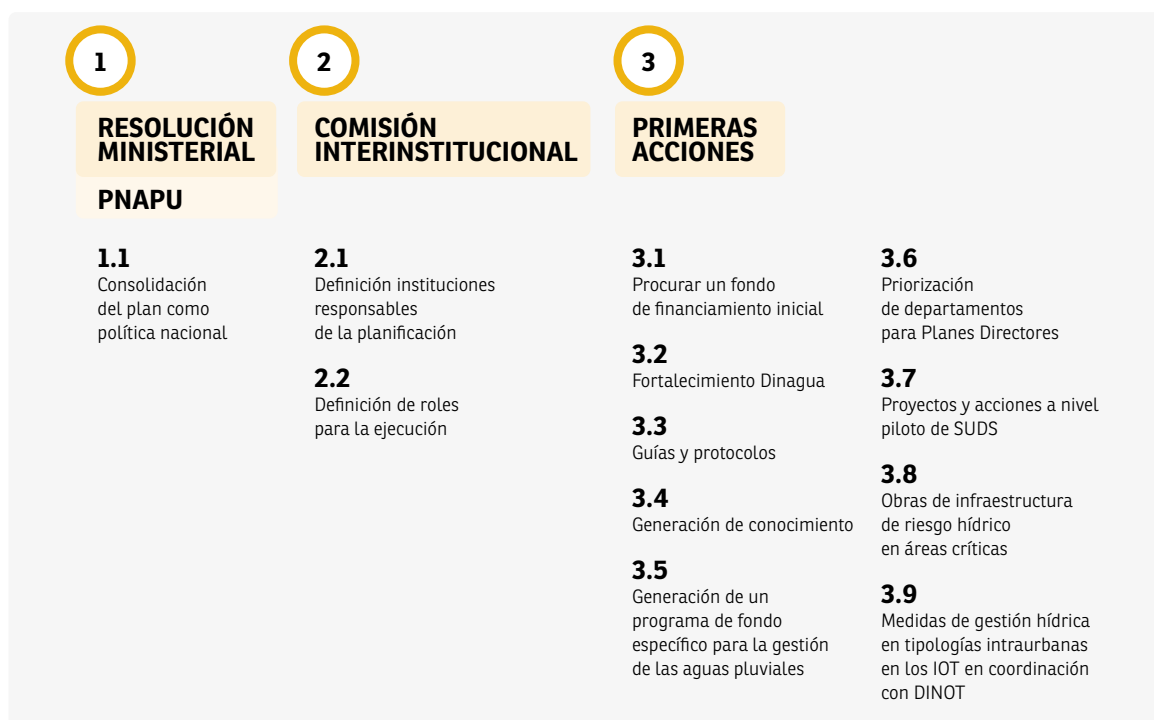 1
RESOLUCIÓN
MINISTERIAL
PNAPU
1.1
Consolidación
del plan como
política nacional
2
COMISIÓN
INTERINSTITUCIONAL
2.1
Definición instituciones
responsables
de la planificación
2.2
Definición de roles
para la ejecución
3
PRIMERAS
ACCIONES
3.1
Procurar un fondo
de financiamiento inicial
3.2
Fortalecimiento Dinagua
3.3
Guías y protocolos
3.4
Generación de conocimiento
3.5
Generación de un
programa de fondo
específico para la gestión
de las aguas pluviales
3.6
Priorización
de departamentos
para Planes Directores
3.7
Proyectos y acciones a nivel
piloto de SUDS
3.8
Obras de infraestructura
de riesgo hídrico
en áreas críticas
3.9
Medidas de gestión hídrica
en tipologías intraurbanas
en los IOT en coordinación
con DINOT